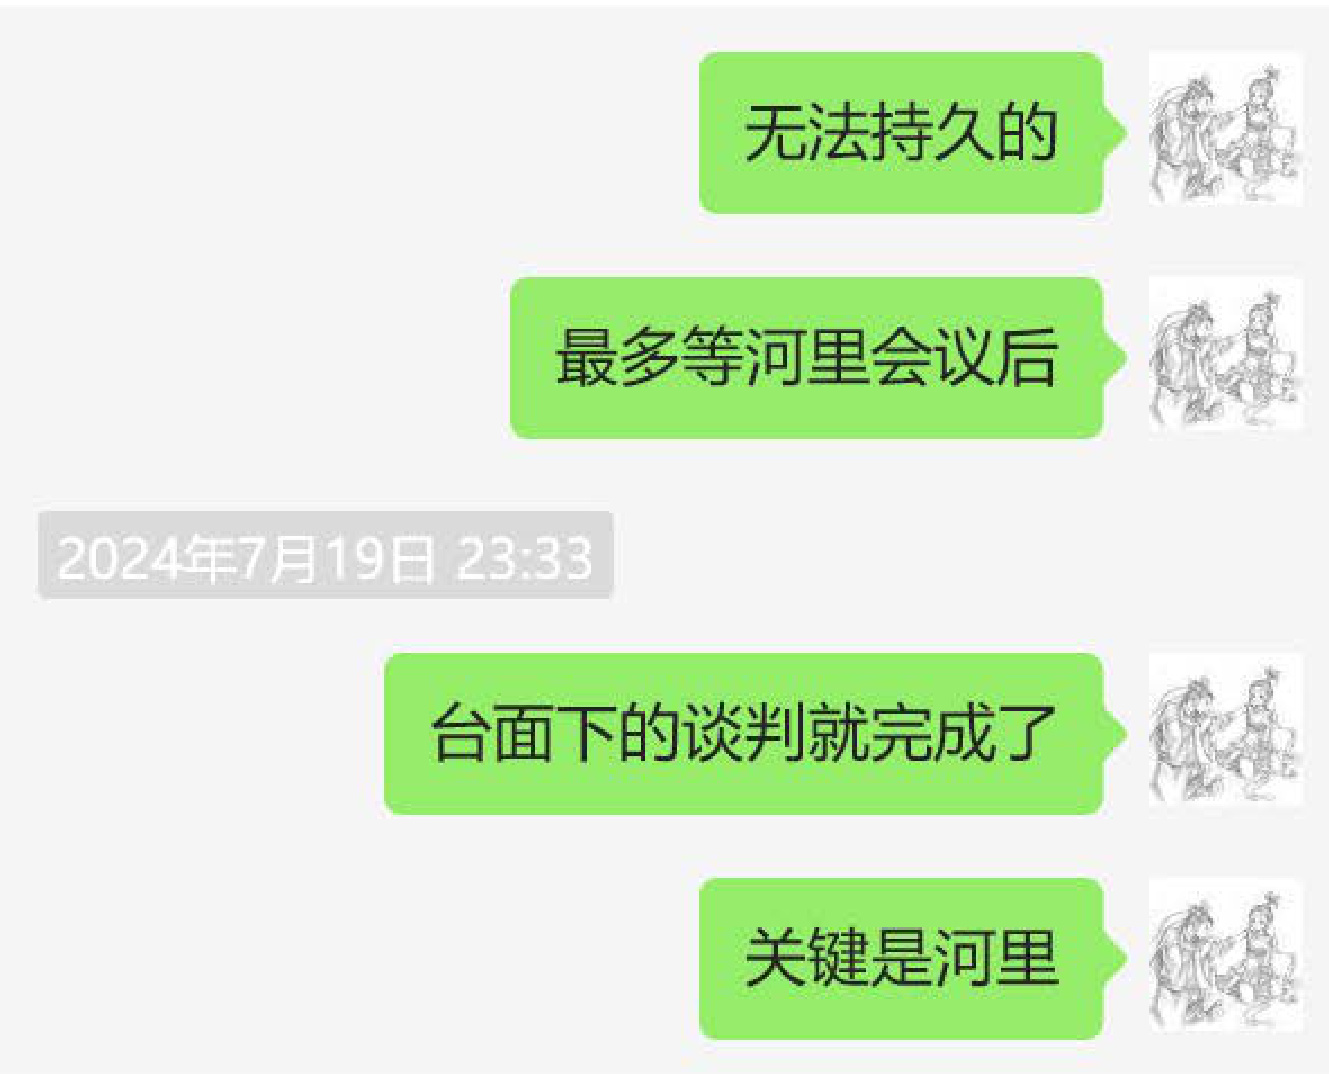 无法持久的
最多等河里会议后
2024年7月19日 23:33
台面下的谈判就完成了
关键是河里